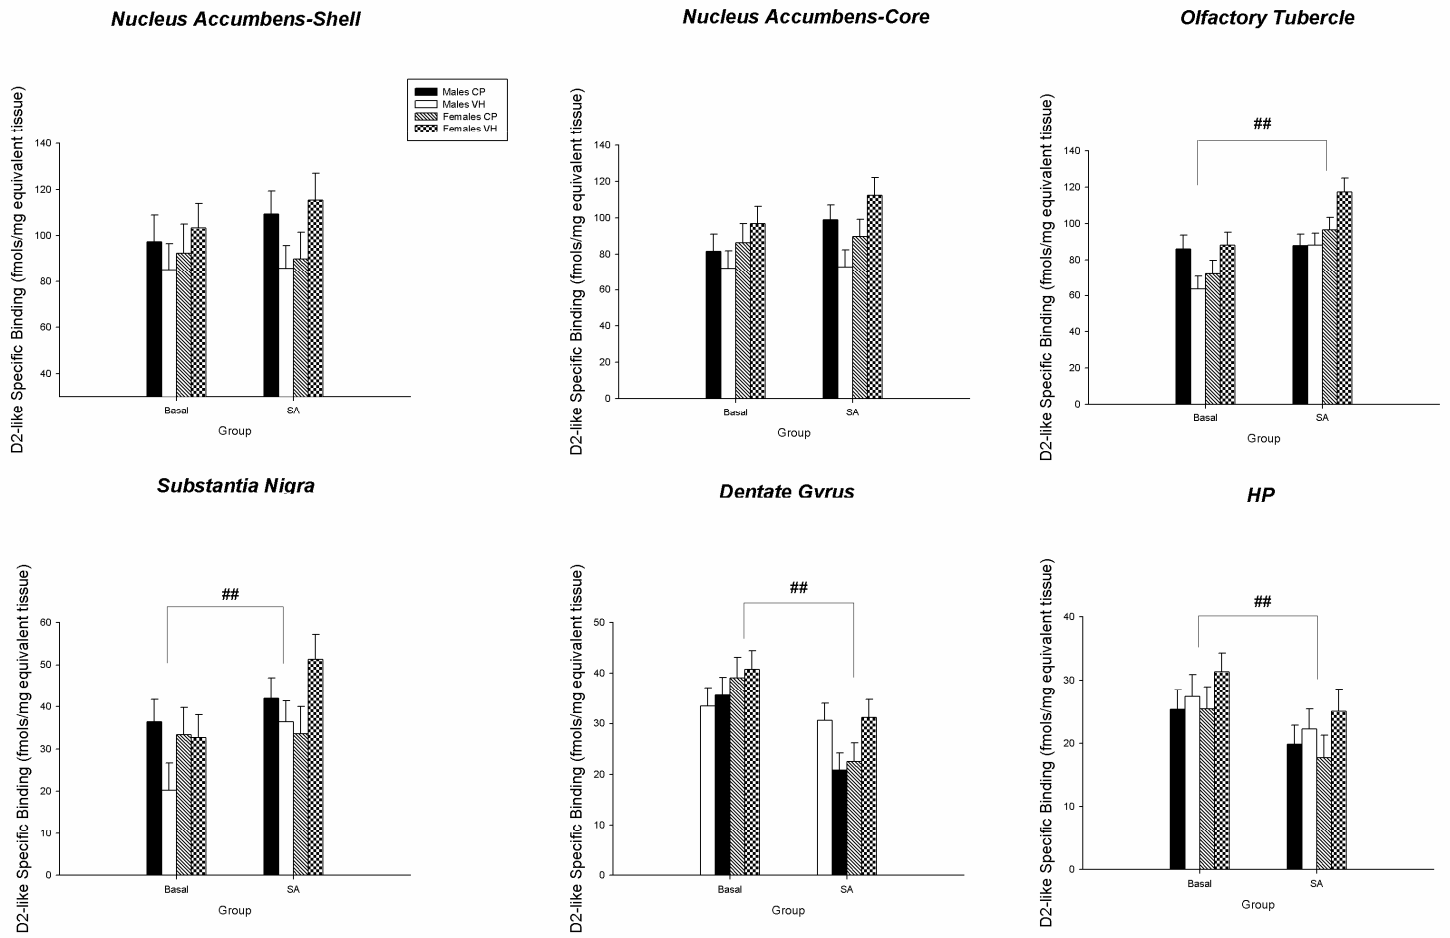 Nucleus Accumbens-Shell
D2-like Specific Binding (fmols/mg equivalent tissue)
Males CP
Males VH
Females CP
Females VH
140
120
100
80
60
40
Basal
SA
Group
Nucleus Accumbens-Core
D2-like Specific Binding (fmols/mg equivalent tissue)
140
120
100
80
60
40
20
0
Basal
SA
Group
Olfactory Tubercle
D2-like Specific Binding (fmols/mg equivalent tissue)
##
140
120
100
80
60
40
20
0
Basal
SA
Group
Substantia Nigra
D2-like Specific Binding (fmols/mg equivalent tissue)
##
60
50
40
30
20
10
0
Basal
SA
Group
Dentate Gyrus
D2-like Specific Binding (fmols/mg equivalent tissue)
##
50
40
30
20
10
0
Basal
SA
Group
HP
D2-like Specific Binding (fmols/mg equivalent tissue)
##
40
30
20
10
0
Basal
SA
Group